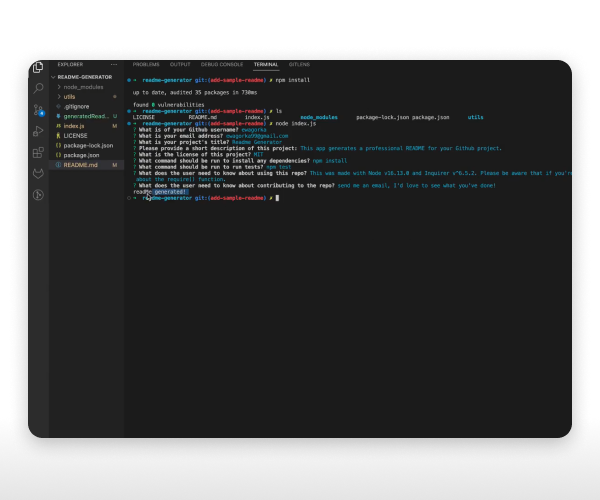 EXPLORER ···
README-GENERATOR
node_modules
utils
.gitignore
generatedRead... U
index.js M
LICENSE
package-lock.json
package.json
README.md M
PROBLEMS OUTPUT DEBUG CONSOLE TERMINAL GITLENS
readme-generator git:(add-sample-readme) ✗ npm install
up to date, audited 35 packages in 730ms
found 0 vulnerabilities
readme-generator git:(add-sample-readme) ✗ ls
LICENSE README.md index.js node_modules package-lock.json package.json utils
readme-generator git:(add-sample-readme) ✗ node index.js
? What is of your Github username? ewagorka
? What is your email address? ewagorka99@gmail.com
? What is your project's title? Readme Generator
? Please provide a short description of this project: This app generates a professional README for your Github project.
? What is the license of this project? MIT
? What command should be run to install any dependencies? npm install
? What command should be run to run tests? npm test
? What does the user need to know about using this repo? This was made with Node v16.13.0 and Inquirer v^6.5.2. Please be aware that if you're
about the require() function.
? What does the user need to know about contributing to the repo? send me an email, I'd love to see what you've done!
readme generated!
readme-generator git:(add-sample-readme) ✗